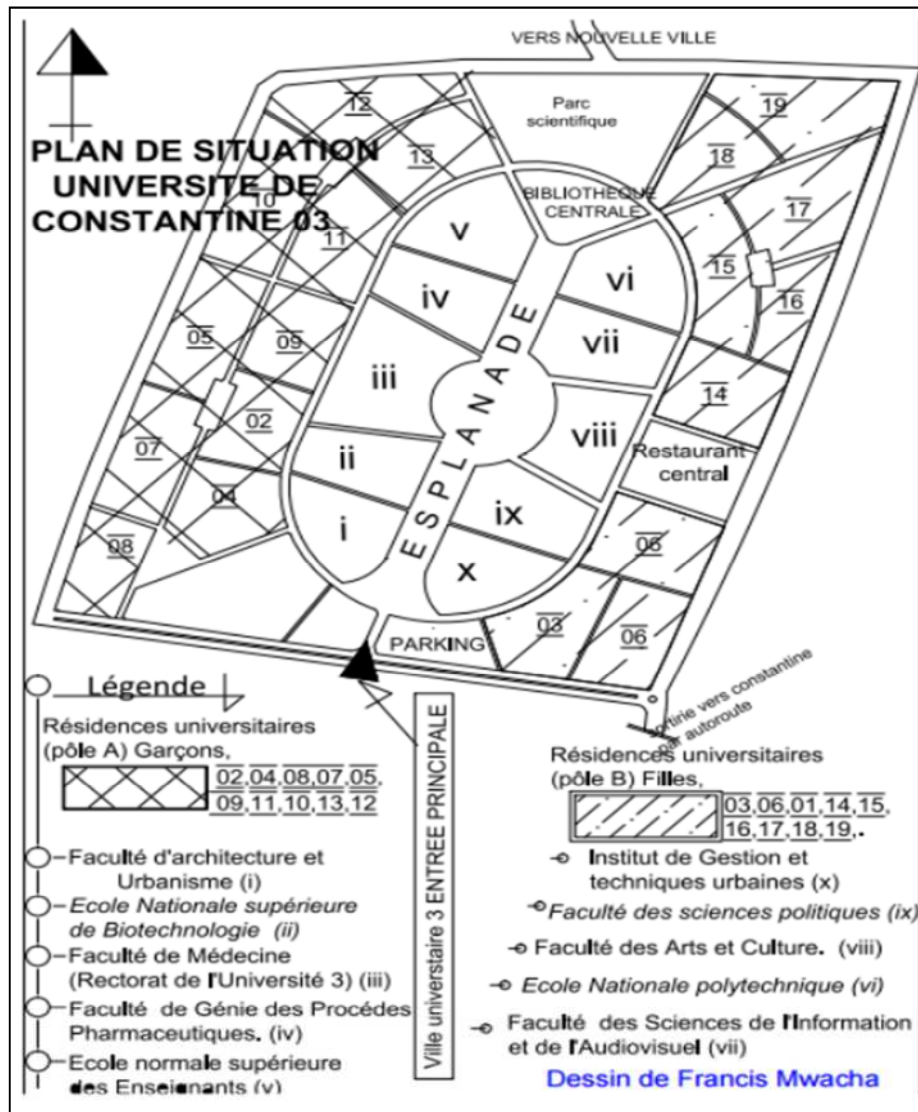 VERS NOUVELLE VILLE
Parc
scientifique
PLAN DE SITUATION
UNIVERSITE DE
CONSTANTINE 03
12
13
10
11
05
09
07
02
04
08
19
18
17
15
16
14
BIBLIOTHEQUE
CENTRALE
v
iv
iii
ii
i
vi
vii
viii
ix
x
ESPLANADE
Restaurant
central
06
03
06
PARKING
sortirie vers constantine
par autoroute
Ville universtaire 3 ENTREE PRINCIPALE
Légende
Résidences universitaires
(pôle A) Garçons,
02,04,08,07,05,
09,11,10,13,12
Faculté d'architecture et
Urbanisme (i)
Ecole Nationale supérieure
de Biotechnologie (ii)
Faculté de Médecine
(Rectorat de l'Université 3) (iii)
Faculté de Génie des Procédes
Pharmaceutiques. (iv)
Ecole normale supérieure
des Enseignants (v)
Résidences universitaires
(pôle B) Filles,
03,06,01,14,15,
16,17,18,19,.
Institut de Gestion et
techniques urbaines (x)
Faculté des sciences politiques (ix)
Faculté des Arts et Culture. (viii)
Ecole Nationale polytechnique (vi)
Faculté des Sciences de l'Information
et de l'Audiovisuel (vii)
Dessin de Francis Mwacha